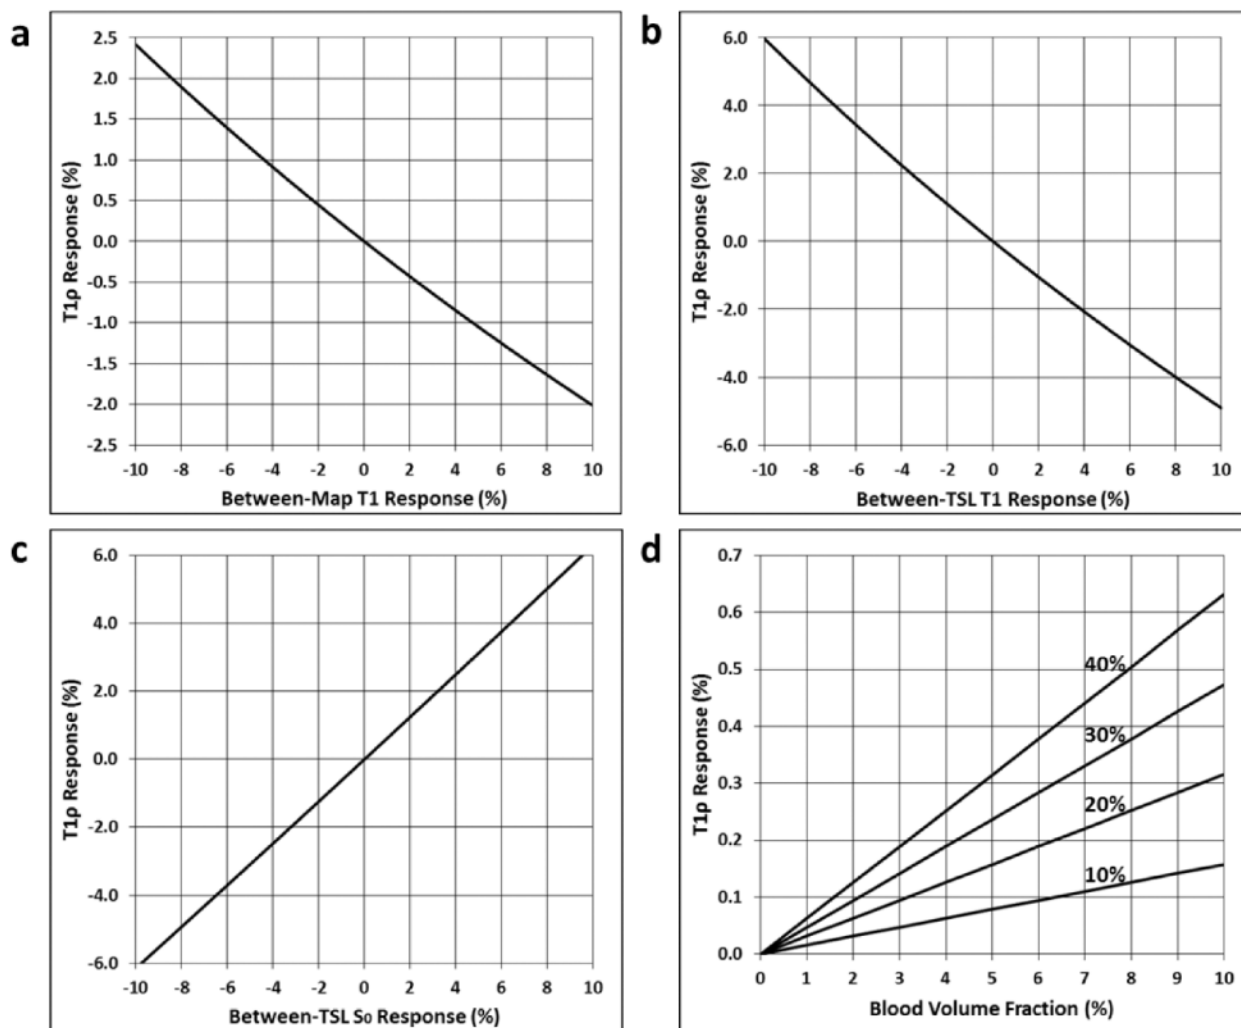 a
2.5
2.0
1.5
1.0
0.5
0.0
-0.5
-1.0
-1.5
-2.0
-2.5
T1ρ Response (%)
-10 -8 -6 -4 -2 0 2 4 6 8 10
Between-Map T1 Response (%)
b
6.0
4.0
2.0
0.0
-2.0
-4.0
-6.0
T1ρ Response (%)
-10 -8 -6 -4 -2 0 2 4 6 8 10
Between-TSL T1 Response (%)
c
6.0
4.0
2.0
0.0
-2.0
-4.0
-6.0
T1ρ Response (%)
-10 -8 -6 -4 -2 0 2 4 6 8 10
Between-TSL S₀ Response (%)
d
0.7
0.6
0.5
0.4
0.3
0.2
0.1
0.0
T1ρ Response (%)
40%
30%
20%
10%
0 1 2 3 4 5 6 7 8 9 10
Blood Volume Fraction (%)